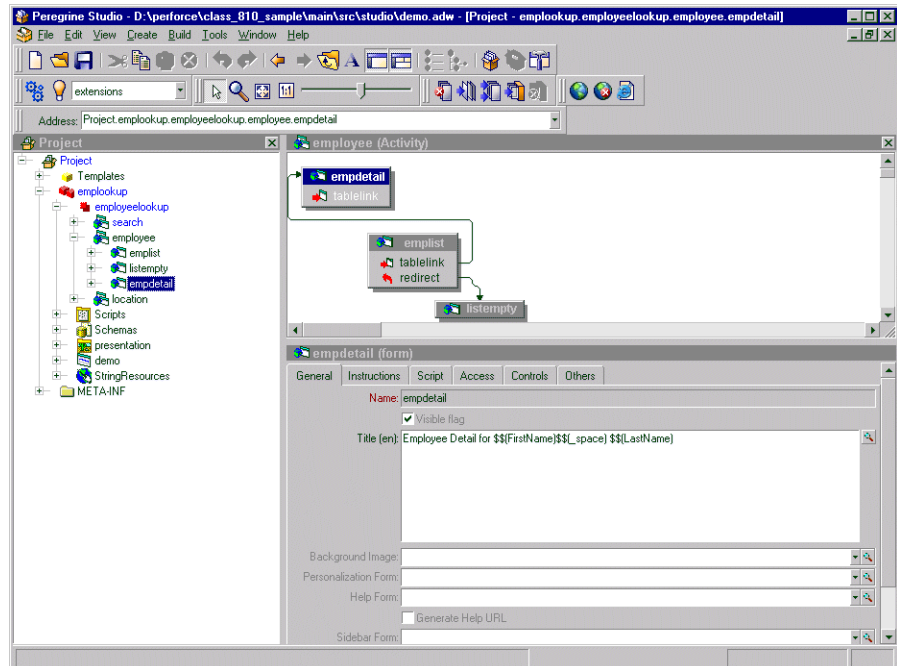 Peregrine Studio - D:\perforce\class_810_sample\main\src\studio\demo.adw - [Project - emplookup.employeelookup.employee.empdetail]
File Edit View Create Build Tools Window Help
extensions
1:1
Address: Project.emplookup.employeelookup.employee.empdetail
Project
Project
Templates
emplookup
employeelookup
search
employee
emplist
listempty
empdetail
location
Scripts
Schemas
presentation
demo
StringResources
META-INF
employee (Activity)
empdetail
tablelink
emplist
tablelink
redirect
listempty
empdetail (form)
General Instructions Script Access Controls Others
Name: empdetail
Visible flag
Title (en): Employee Detail for $$(FirstName)$$(_space) $$(LastName)
Background Image:
Personalization Form:
Help Form:
Generate Help URL
Sidebar Form: